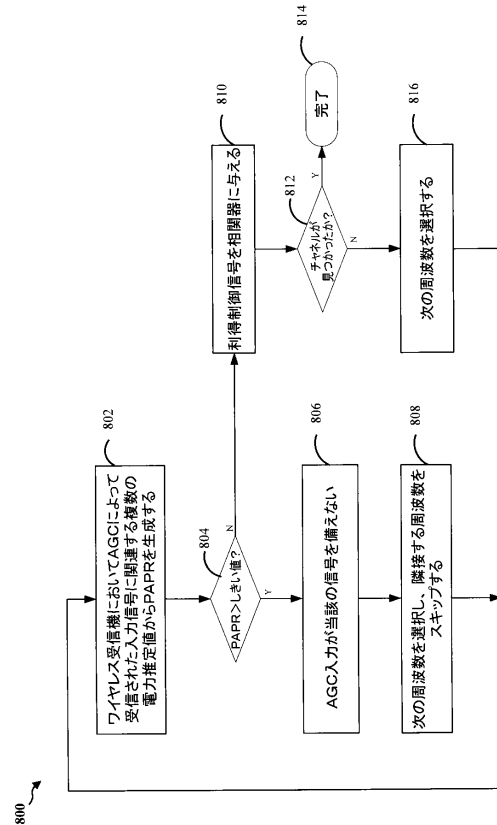 800
802
ワイヤレス受信機においてAGCによって
受信された入力信号に関連する複数の
電力推定値からPAPRを生成する
804
PAPR>しきい値?
N
Y
806
AGC入力が当該の信号を備えない
808
次の周波数を選択し、隣接する周波数を
スキップする
810
利得制御信号を相関器に与える
812
チャネルが
見つかったか?
Y
N
814
完了
816
次の周波数を選択する